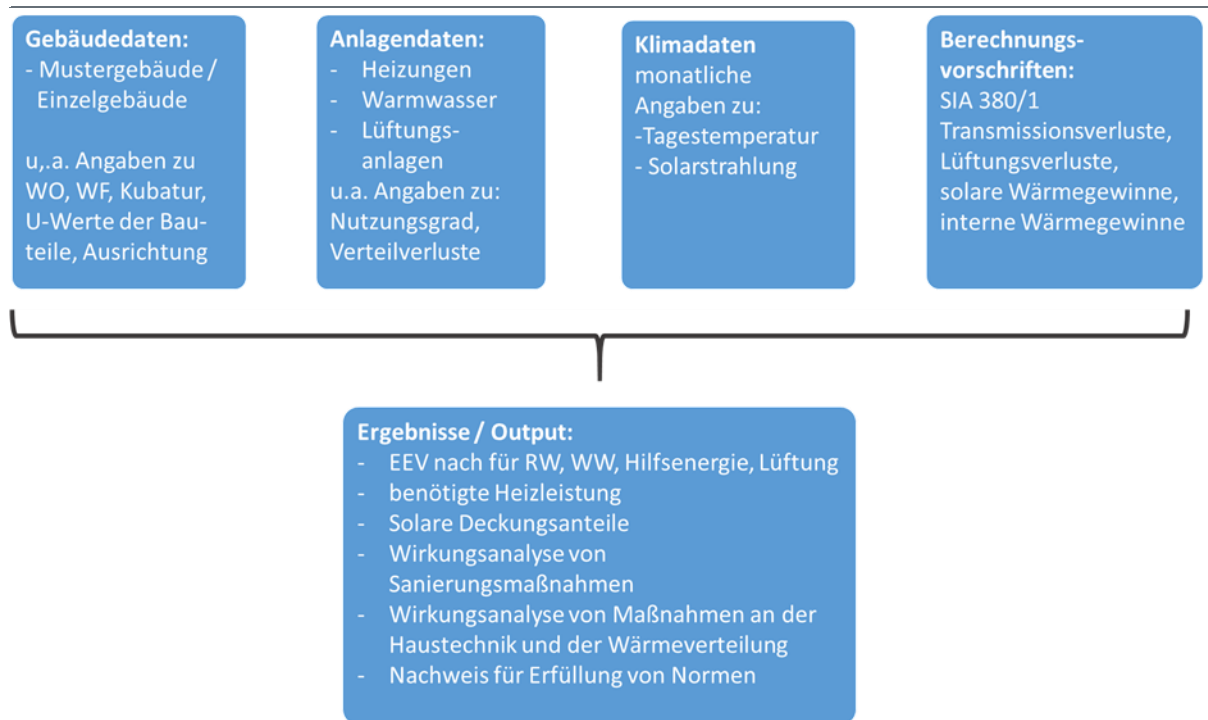 Gebäudedaten:
- Mustergebäude /
Einzelgebäude
u,.a. Angaben zu
WO, WF, Kubatur,
U-Werte der Bau-
teile, Ausrichtung
Anlagendaten:
- Heizungen
- Warmwasser
- Lüftungs-
anlagen
u.a. Angaben zu:
Nutzungsgrad,
Verteilverluste
Klimadaten
monatliche
Angaben zu:
-Tagestemperatur
- Solarstrahlung
Berechnungs-
vorschriften:
SIA 380/1
Transmissionsverluste,
Lüftungsverluste,
solare Wärmegewinne,
interne Wärmegewinne
Ergebnisse / Output:
- EEV nach für RW, WW, Hilfsenergie, Lüftung
- benötigte Heizleistung
- Solare Deckungsanteile
- Wirkungsanalyse von
Sanierungsmaßnahmen
- Wirkungsanalyse von Maßnahmen an der
Haustechnik und der Wärmeverteilung
- Nachweis für Erfüllung von Normen